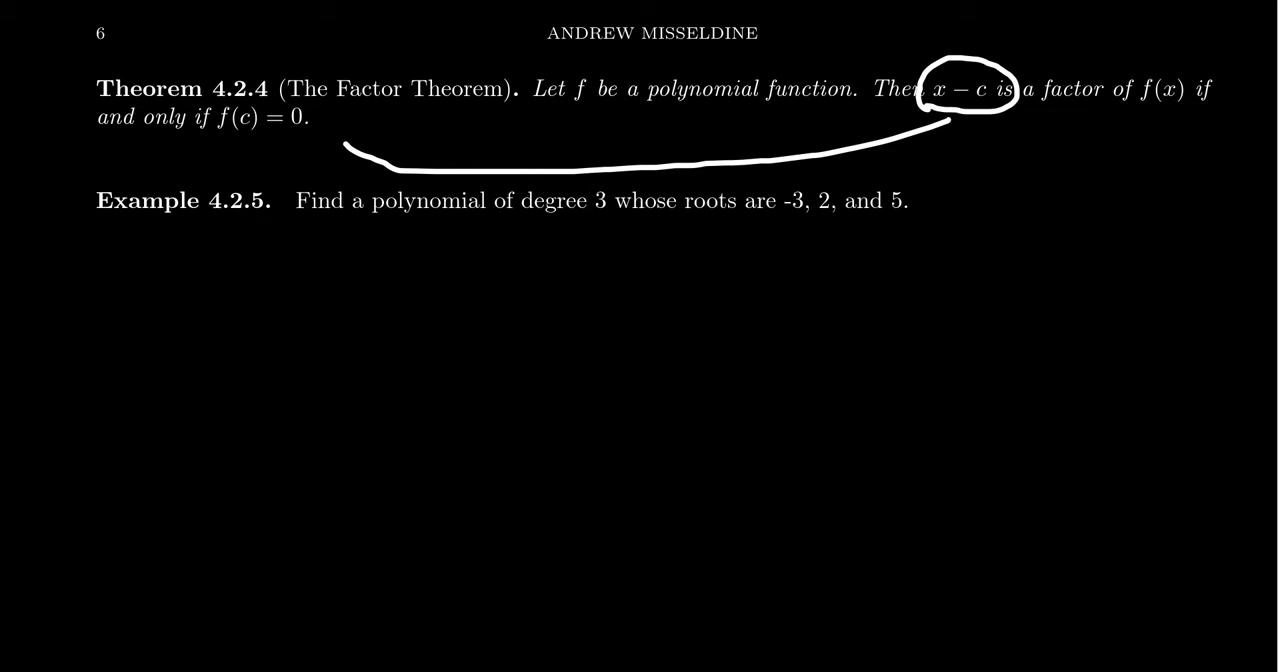 6 ANDREW MISSELDINE
Theorem 4.2.4 (The Factor Theorem). Let f be a polynomial function. Then x − c is a factor of f(x) if
and only if f(c) = 0.
Example 4.2.5. Find a polynomial of degree 3 whose roots are -3, 2, and 5.